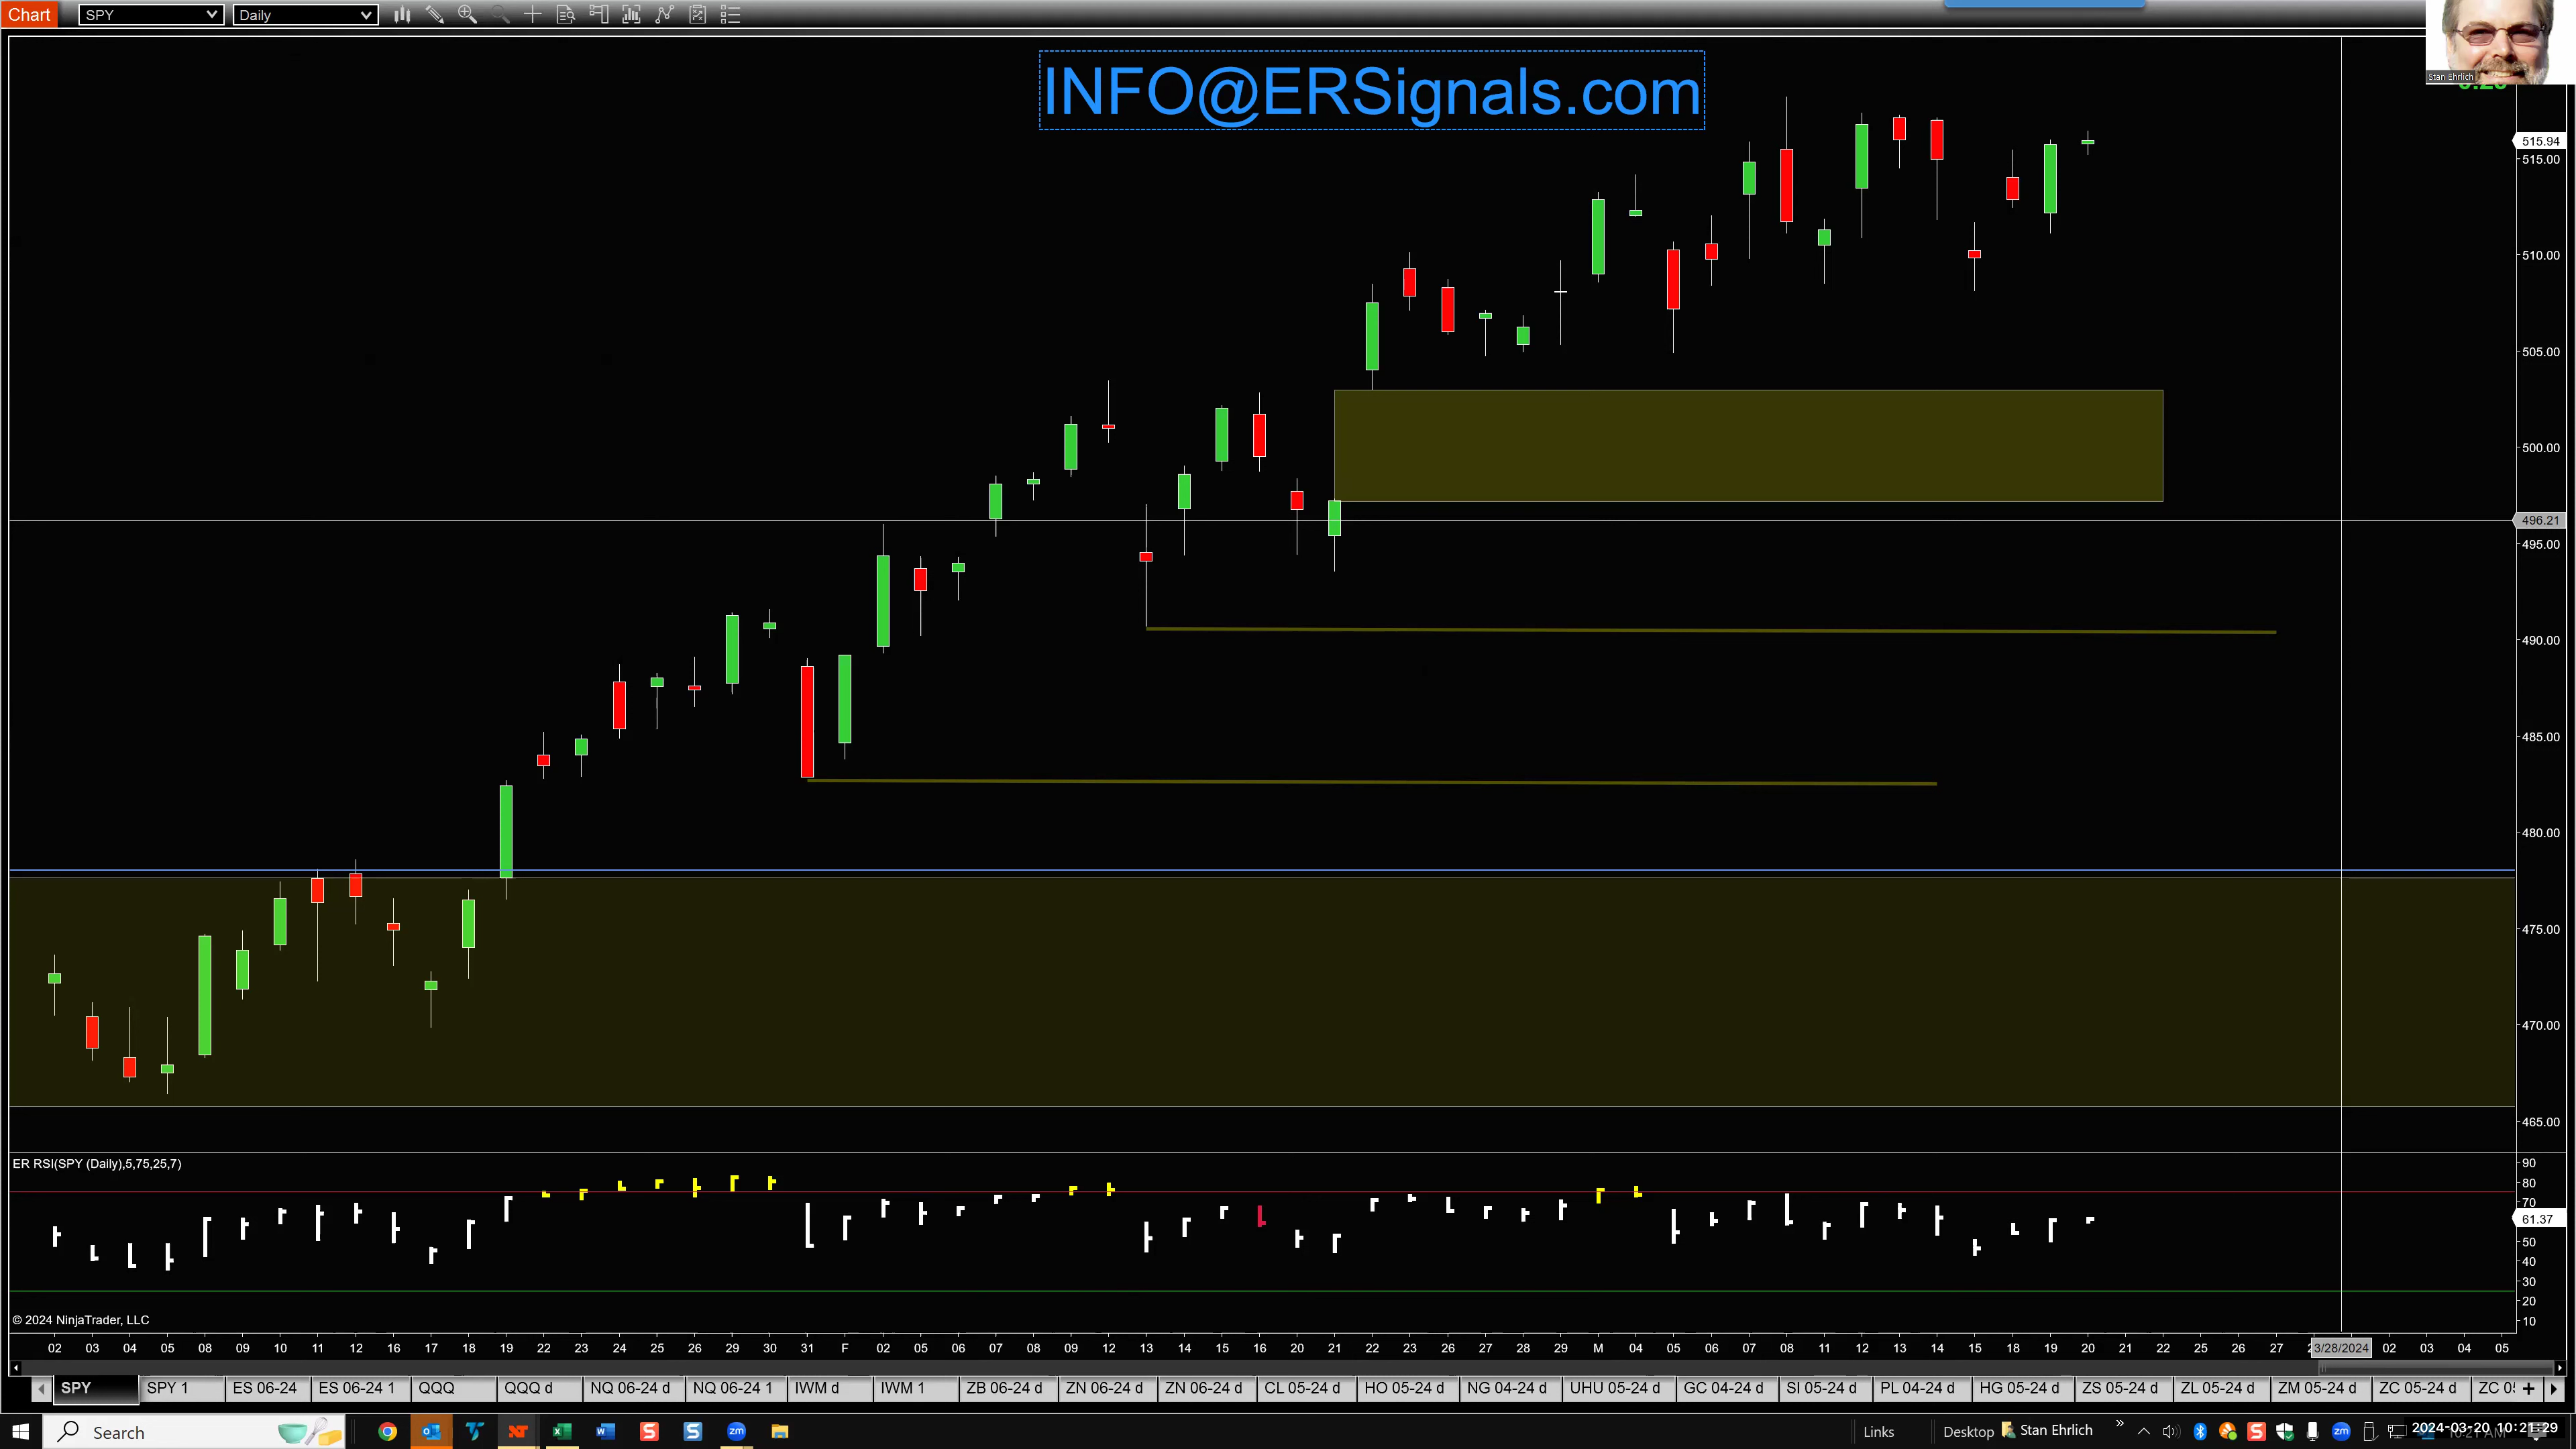 Chart SPY Daily
INFO@ERSignals.com
Stan Ehrlich
515.94
515.00
510.00
505.00
500.00
496.21
495.00
490.00
485.00
480.00
475.00
470.00
465.00
ER RSI(SPY (Daily),5,75,25,7)
90
80
70
61.37
50
40
30
20
10
© 2024 NinjaTrader, LLC
02 03 04 05 08 09 10 11 12 16 17 18 19 22 23 24 25 26 29 30 31 F 02 05 06 07 08 09 12 13 14 15 16 20 21 22 23 26 27 28 29 M 04 05 06 07 08 11 12 13 14 15 18 19 20 21 22 25 26 27 3/28/2024 02 03 04 05
SPY SPY 1 ES 06-24 ES 06-24 1 QQQ QQQ d NQ 06-24 d NQ 06-24 1 IWM d IWM 1 ZB 06-24 d ZN 06-24 d ZN 06-24 d CL 05-24 d HO 05-24 d NG 04-24 d UHU 05-24 d GC 04-24 d SI 05-24 d PL 04-24 d HG 05-24 d ZS 05-24 d ZL 05-24 d ZM 05-24 d ZC 05-24 d ZC
Search Links Desktop Stan Ehrlich 2024-03-20 10:21:29